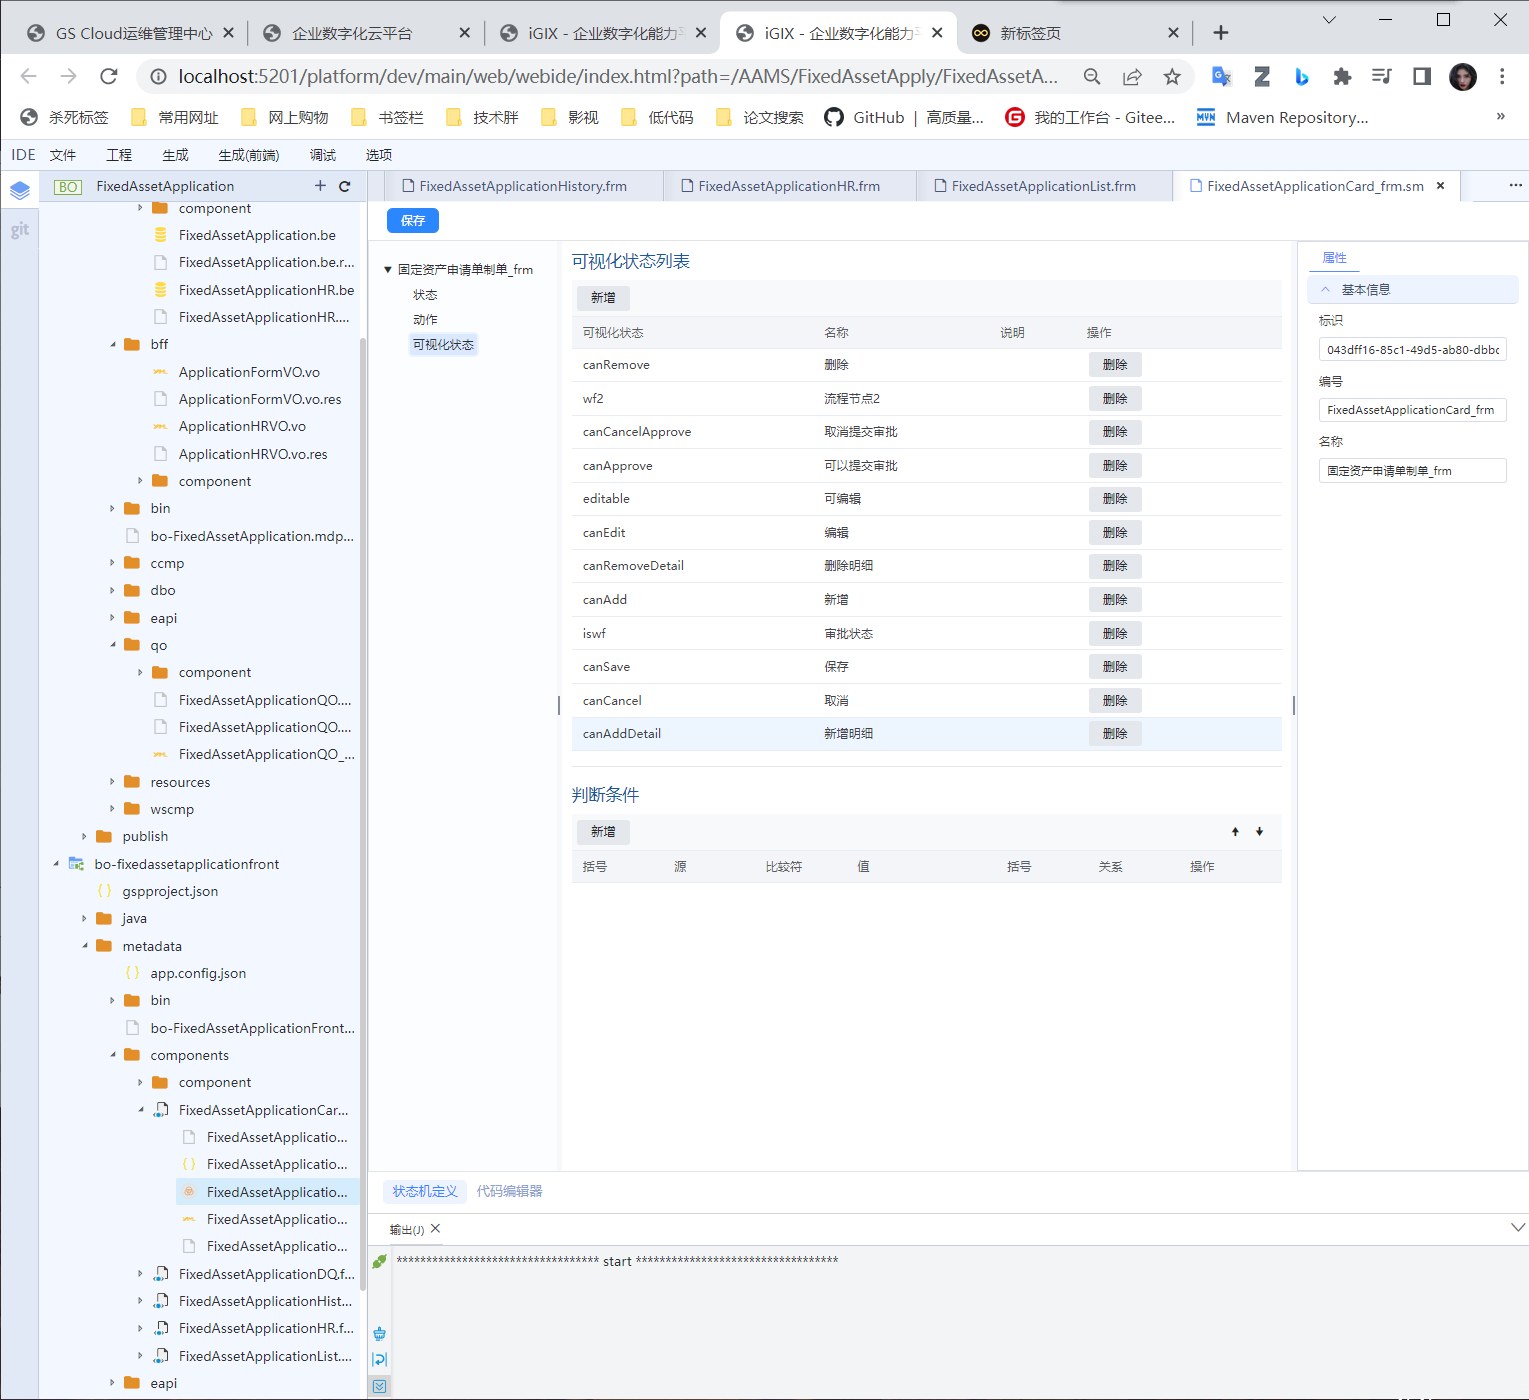 GS Cloud运维管理中心
企业数字化云平台
iGIX - 企业数字化能力平
iGIX - 企业数字化能力平
新标签页
localhost:5201/platform/dev/main/web/webide/index.html?path=/AAMS/FixedAssetApply/FixedAssetA...
杀死标签
常用网址
网上购物
书签栏
技术胖
影视
低代码
论文搜索
GitHub | 高质量...
我的工作台 - Gitee...
Maven Repository...
IDE 文件 工程 生成 生成(前端) 调试 选项
BO FixedAssetApplication
git
component
FixedAssetApplication.be
FixedAssetApplication.be.r...
FixedAssetApplicationHR.be
FixedAssetApplicationHR....
bff
ApplicationFormVO.vo
ApplicationFormVO.vo.res
ApplicationHRVO.vo
ApplicationHRVO.vo.res
component
bin
bo-FixedAssetApplication.mdp...
ccmp
dbo
eapi
qo
component
FixedAssetApplicationQO....
FixedAssetApplicationQO....
FixedAssetApplicationQO_...
resources
wscmp
publish
bo-fixedassetapplicationfront
gspproject.json
java
metadata
app.config.json
bin
bo-FixedAssetApplicationFront...
components
component
FixedAssetApplicationCar...
FixedAssetApplicatio...
FixedAssetApplicatio...
FixedAssetApplicatio...
FixedAssetApplicatio...
FixedAssetApplicatio...
FixedAssetApplicationDQ.f...
FixedAssetApplicationHist...
FixedAssetApplicationHR.f...
FixedAssetApplicationList....
eapi
FixedAssetApplicationHistory.frm
FixedAssetApplicationHR.frm
FixedAssetApplicationList.frm
FixedAssetApplicationCard_frm.sm
保存
固定资产申请单制单_frm
状态
动作
可视化状态
可视化状态列表
新增
可视化状态 名称 说明 操作
canRemove 删除 删除
wf2 流程节点2 删除
canCancelApprove 取消提交审批 删除
canApprove 可以提交审批 删除
editable 可编辑 删除
canEdit 编辑 删除
canRemoveDetail 删除明细 删除
canAdd 新增 删除
iswf 审批状态 删除
canSave 保存 删除
canCancel 取消 删除
canAddDetail 新增明细 删除
判断条件
新增
括号 源 比较符 值 括号 关系 操作
属性
基本信息
标识
043dff16-85c1-49d5-ab80-dbbc
编号
FixedAssetApplicationCard_frm
名称
固定资产申请单制单_frm
状态机定义 代码编辑器
输出(J)
********************************** start **********************************